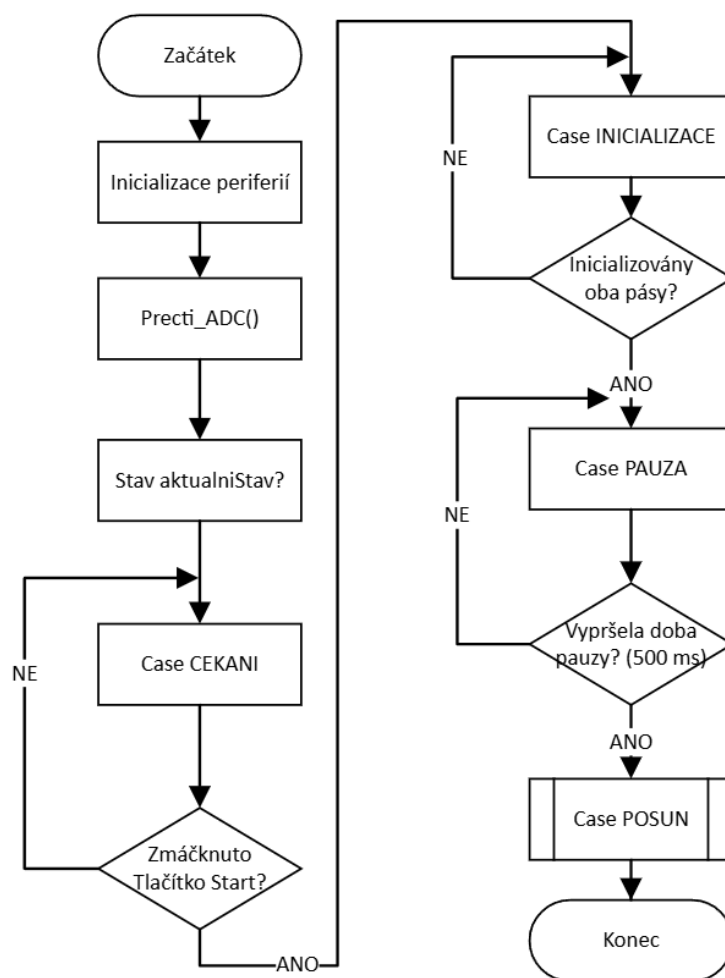 Začátek
Inicializace periferií
Precti_ADC()
Stav aktualniStav?
Case CEKANI
NE
Zmáčknuto
Tlačítko Start?
ANO
Case INICIALIZACE
NE
Inicializovány
oba pásy?
ANO
Case PAUZA
NE
Vypršela doba
pauzy? (500 ms)
ANO
Case POSUN
Konec